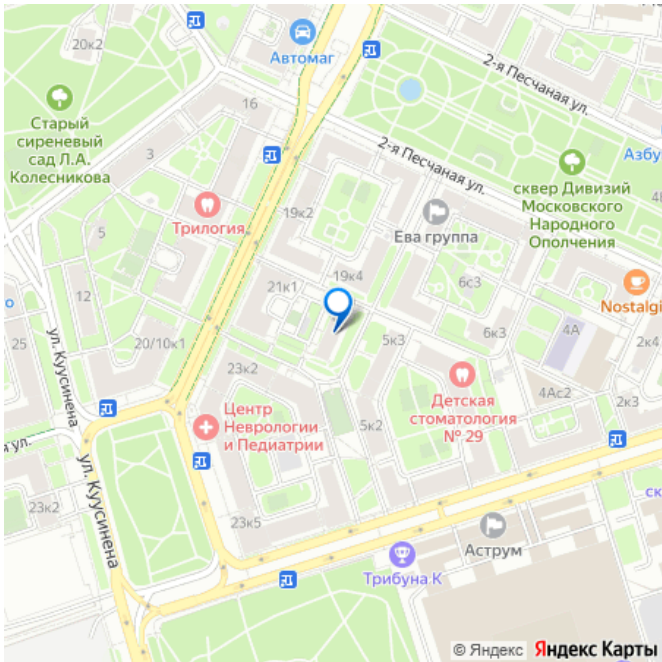 20к2
Автомаг
2-я Песчаная ул.
Старый
сиреневый
сад Л.А.
Колесникова
16
3
2-я Песчаная ул.
Азбу
сквер Дивизий
Московского
Народного
Ополчения
Трилогия
19к2
Ева группа
5
19к4
6с3
21к1
12
Nostalgi
о
25
ул. Куусинена
20/10к1
4А
6к3
2к4
5к3
23к2
Детская
стоматология
№ 29
4Ас2
2к3
Центр
Неврологии
и Педиатрии
5к2
я ул.
ул. Куусинена
23к2
23к5
ск
Аструм
Трибуна.К
© Яндекс Яндекс Карты